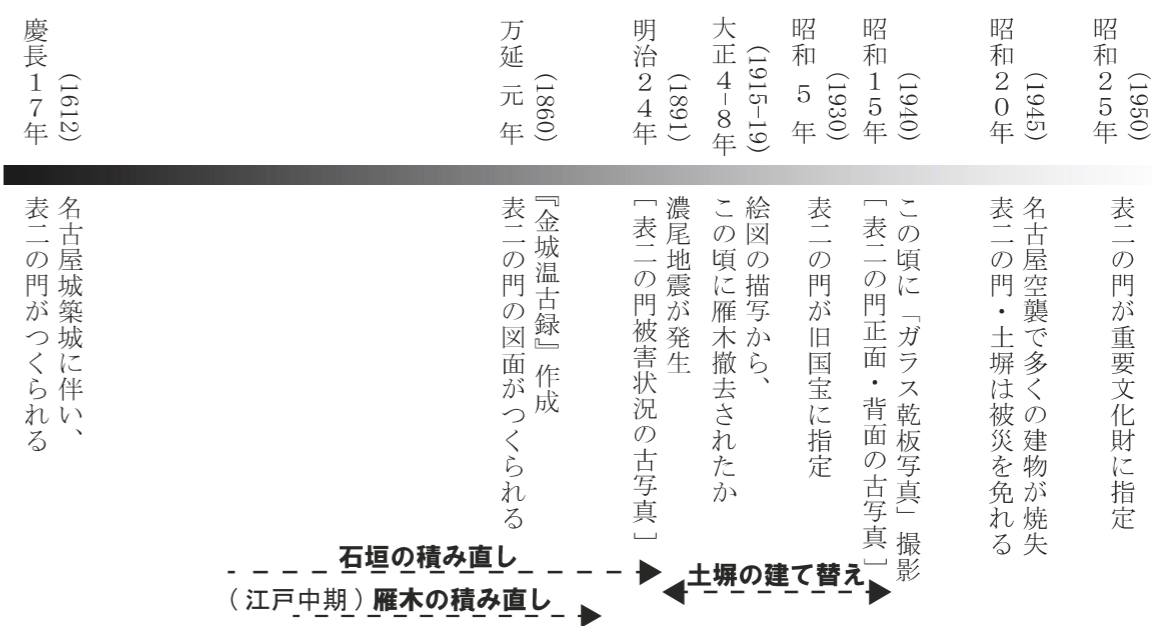 慶長17年
(1612)
名古屋城築城に伴い、
表二の門がつくられる
万延 元 年
(1860)
『金城温古録』作成
表二の門の図面がつくられる
明治24年
(1891)
濃尾地震が発生
［表二の門被害状況の古写真］
大正4-8年
(1915-19)
絵図の描写から、
この頃に雁木撤去されたか
昭和 5 年
(1930)
表二の門が旧国宝に指定
昭和15年
(1940)
この頃に「ガラス乾板写真」撮影
［表二の門正面・背面の古写真］
昭和20年
(1945)
名古屋空襲で多くの建物が焼失
表二の門・土塀は被災を免れる
昭和25年
(1950)
表二の門が重要文化財に指定
石垣の積み直し
(江戸中期)雁木の積み直し
土塀の建て替え